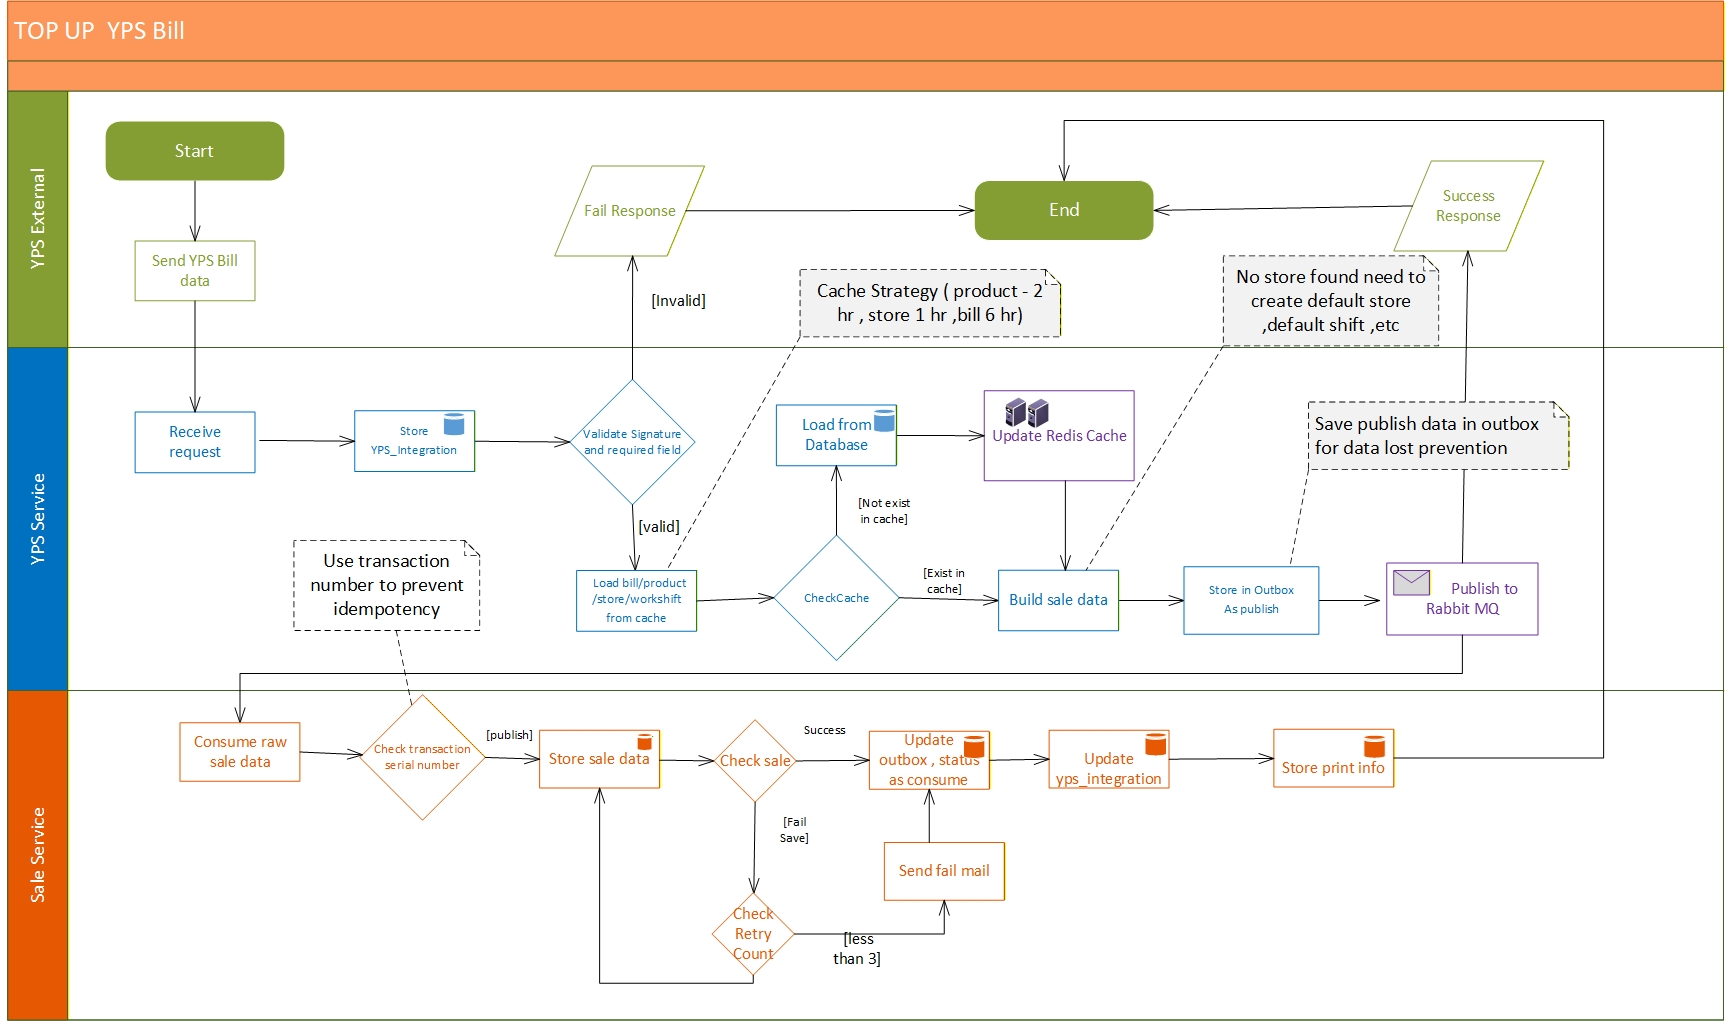 TOP UP  YPS Bill
YPS External
Start
Send YPS Bill
data
Fail Response
[Invalid]
End
Success
Response
Cache Strategy ( product - 2
hr , store 1 hr ,bill 6 hr)
No store found need to
create default store
,default shift ,etc
YPS Service
Receive
request
Store
YPS_Integration
Validate Signature
and required field
[valid]
Load from
Database
Update Redis Cache
Save publish data in outbox
for data lost prevention
[Not exist
in cache]
Use transaction
number to prevent
idempotency
Load bill/product
/store/workshift
from cache
CheckCache
[Exist in
cache]
Build sale data
Store in Outbox
As publish
Publish to
Rabbit MQ
Sale Service
Consume raw
sale data
Check transaction
serial number
[publish]
Store sale data
Check sale
Success
Update
outbox , status
as consume
Update
yps_integration
Store print info
[Fail
Save]
Send fail mail
Check
Retry
Count
[less
than 3]